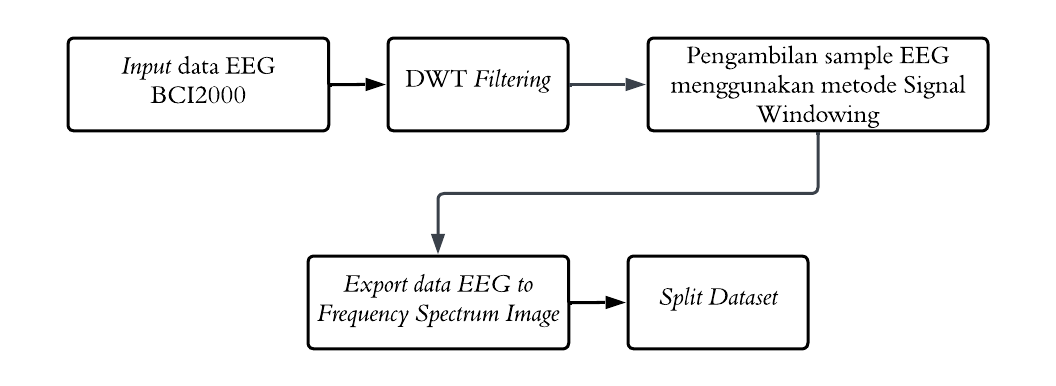 Input data EEG
BCI2000
DWT Filtering
Pengambilan sample EEG
menggunakan metode Signal
Windowing
Export data EEG to
Frequency Spectrum Image
Split Dataset